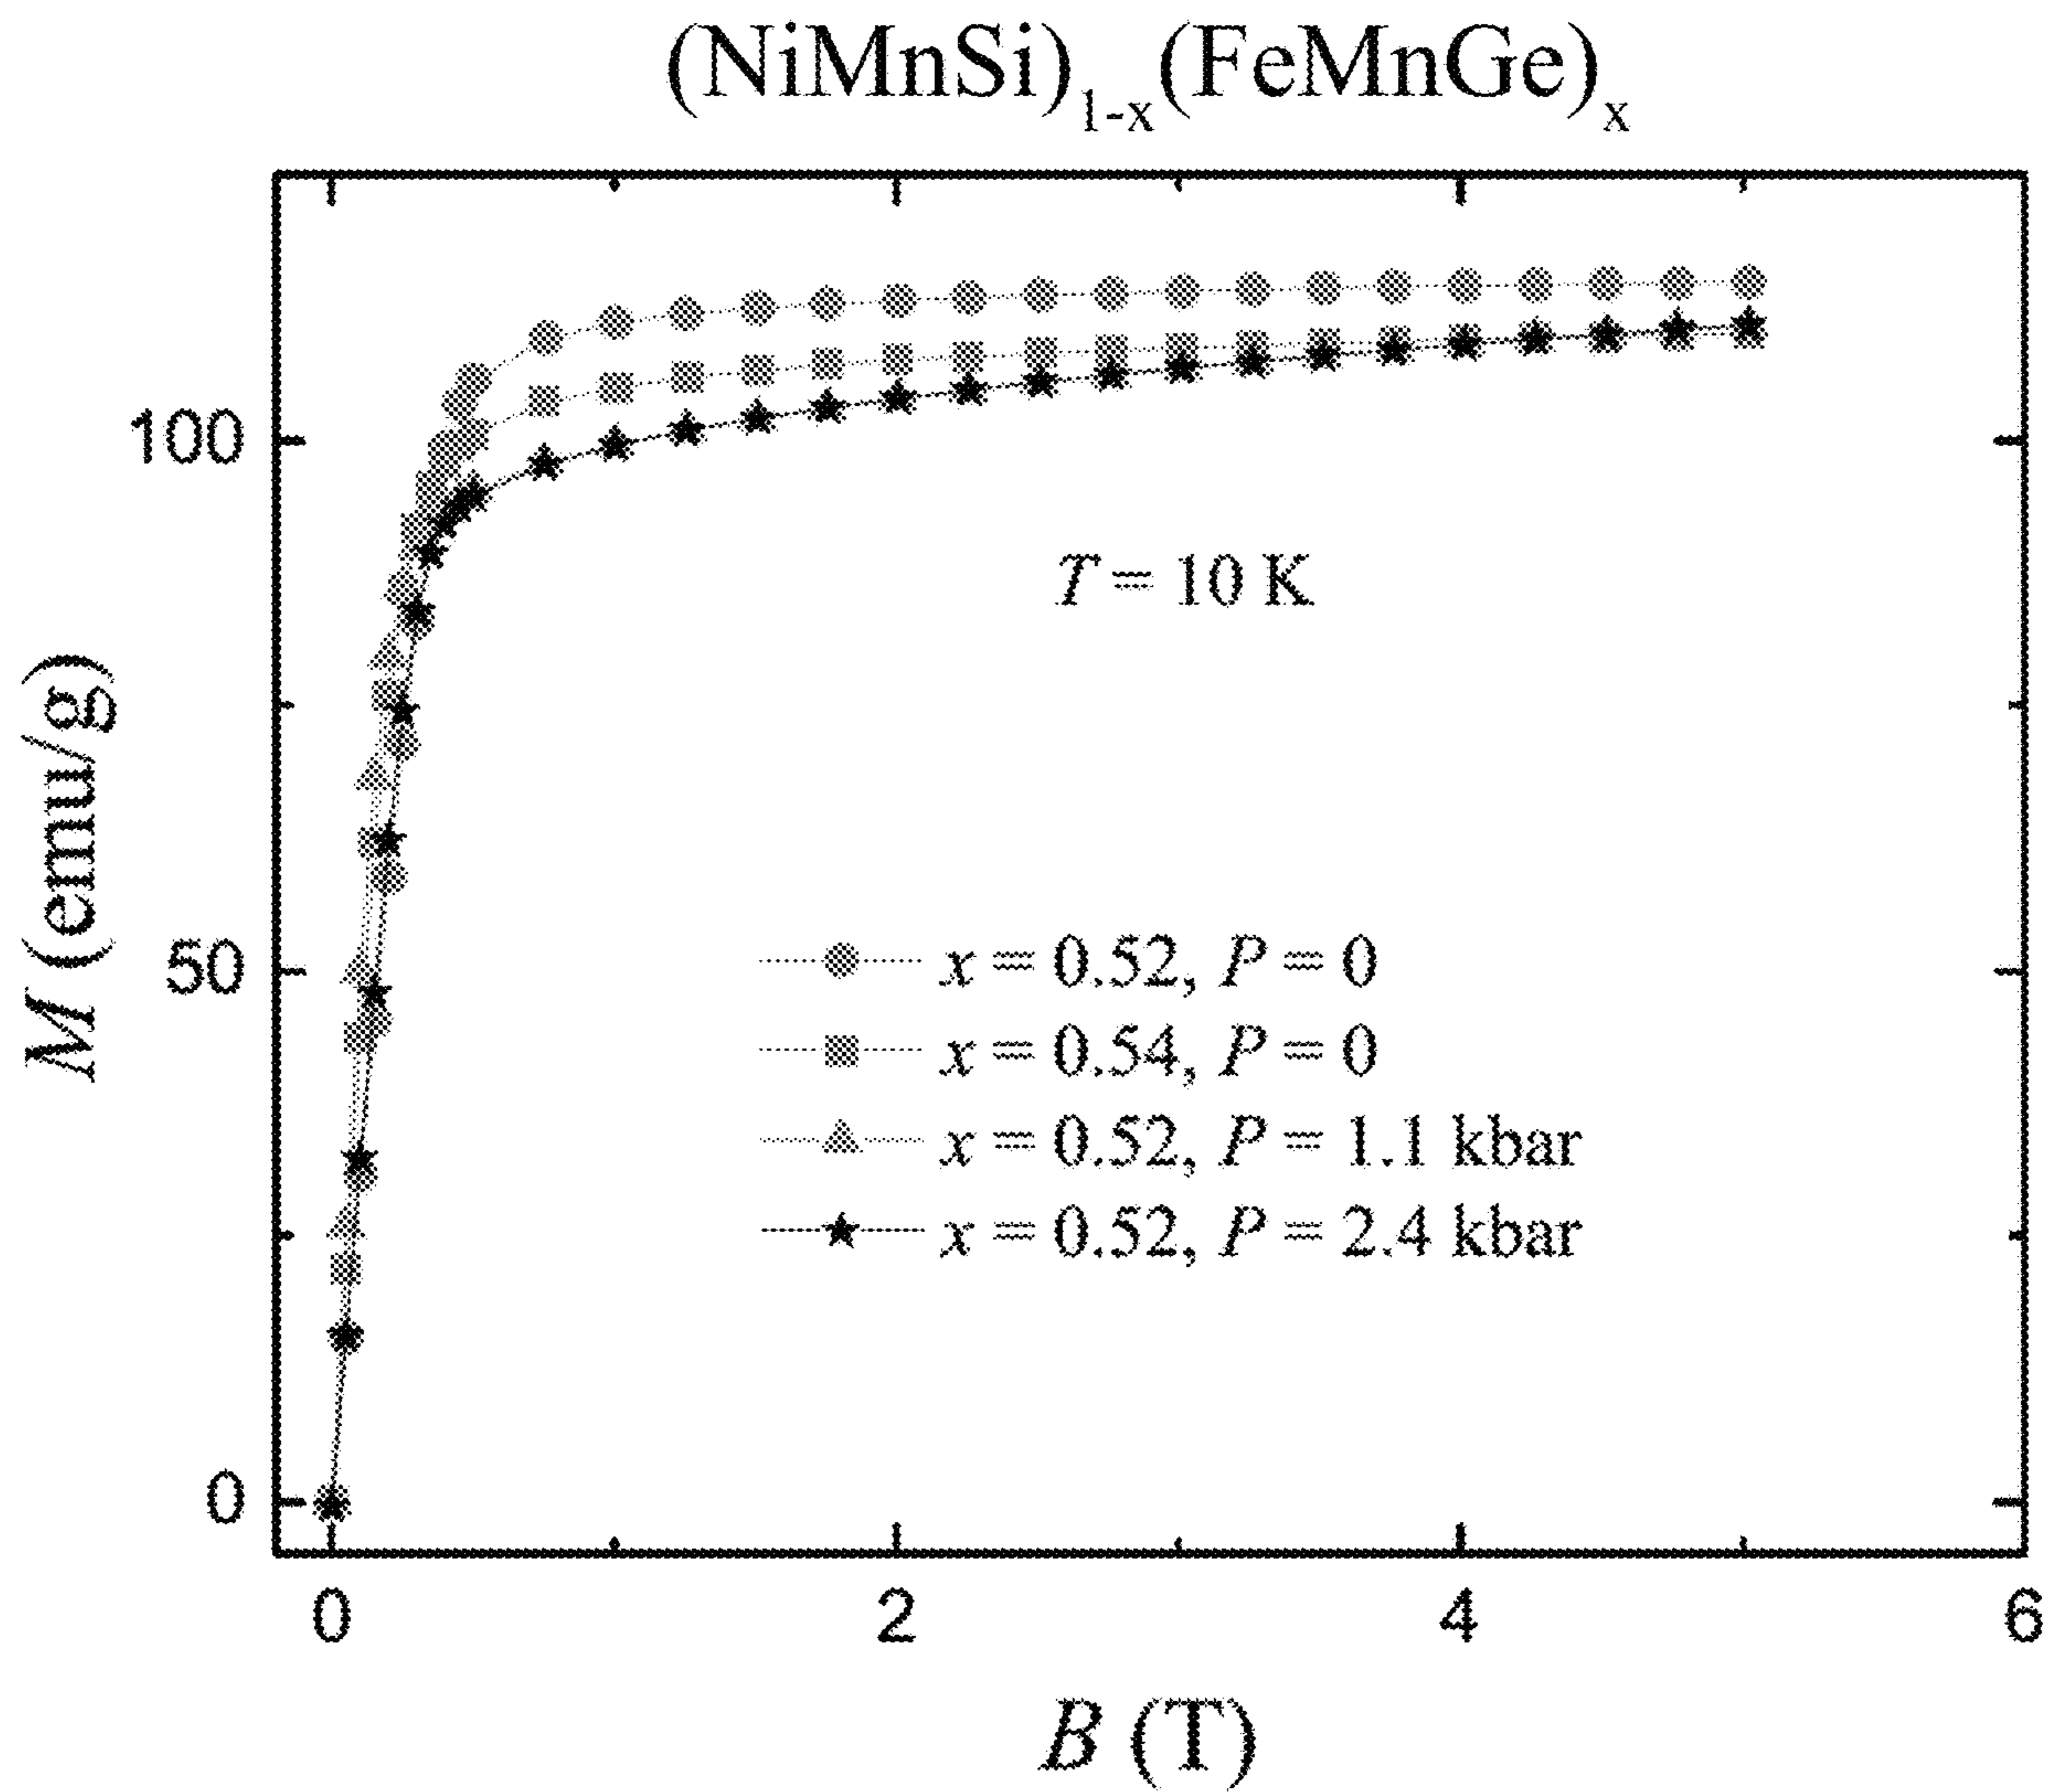 (NiMnSi)1-x(FeMnGe)x
100
50
0
M (emu/g)
T = 10 K
x = 0.52, P = 0
x = 0.54, P = 0
x = 0.52, P = 1.1 kbar
x = 0.52, P = 2.4 kbar
0 2 4 6
B (T)